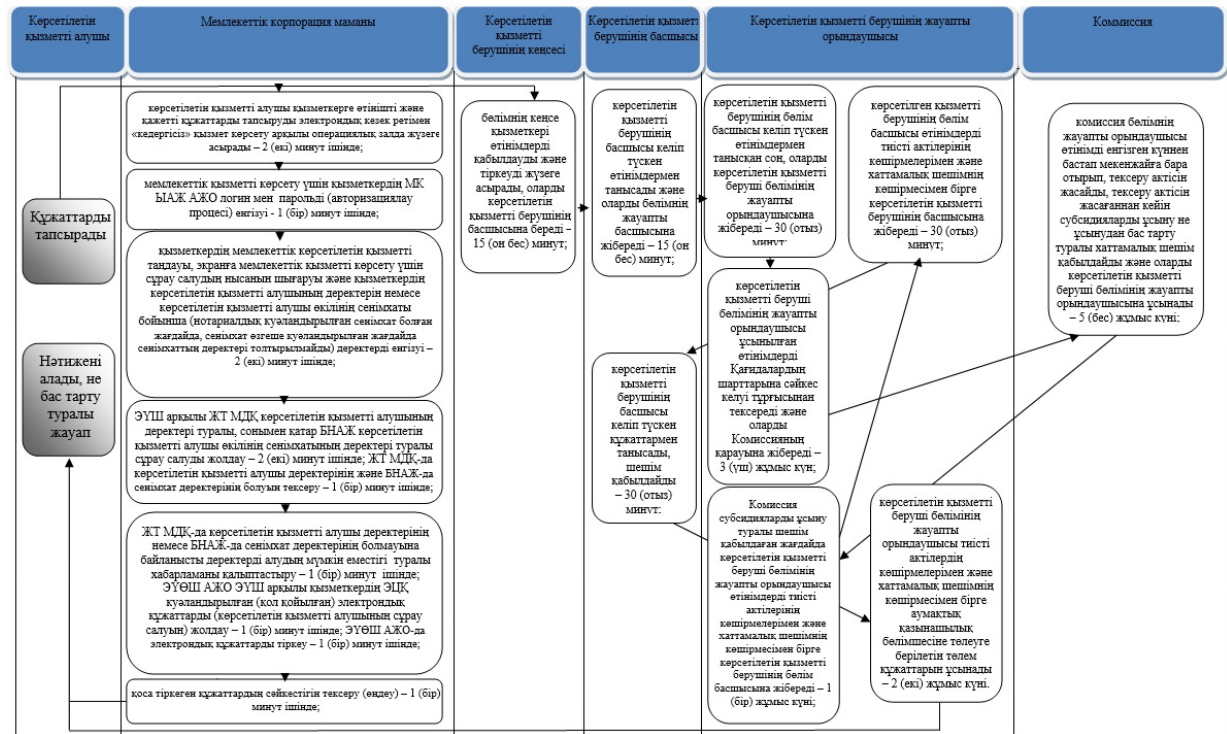 Көрсетілетін
қызметті алушы
Мемлекеттік корпорация маманы
Көрсетілетін
қызметті
берушінің кеңсесі
Көрсетілетін қызметті
берушінің басшысы
Көрсетілетін қызметті берушінің жауапты
орындаушысы
Коммиссия
Құжаттарды
тапсырады
Нәтижені
алады, не
бас тарту
туралы
жауап
көрсетілетін қызметті алушы қызметкерге өтінішті және
қажетті құжаттарды тапсыруды электрондық кезек ретімен
«кедергісіз» қызмет көрсету арқылы операциялық залда жүзеге
асырады – 2 (екі) минут ішінде;
мемлекеттік қызметті көрсету үшін қызметкердің МК
ЫАЖ АЖО логин мен парольді (авторизациялау
процесі) енгізуі - 1 (бір) минут ішінде;
қызметкердің мемлекеттік көрсетілетін қызметті
таңдауы, экранға мемлекеттік қызметті көрсету үшін
сұрау салудың нысанын шығаруы және қызметкердің
көрсетілетін қызметті алушының деректерін немесе
көрсетілетін қызметті алушы өкілінің сенімхаты
бойынша (нотариалдық куәландырылған сенімхат болған
жағдайда, сенімхат өзгеше куәландырылған жағдайда
сенімхаттың деректері толтырылмайды) деректерді енгізуі –
2 (екі) минут ішінде;
ЭҮШ арқылы ЖТ МДҚ көрсетілетін қызметті алушының
деректері туралы, сонымен қатар БНАЖ көрсетілетін
қызметті алушы өкілінің сенімхатының деректері туралы
сұрау салуды жолдау – 2 (екі) минут ішінде; ЖТ МДҚ-да
көрсетілетін қызметті алушы деректерінің және БНАЖ-да
сенімхат деректерінің болуын тексеру – 1 (бір) минут ішінде;
ЖТ МДҚ-да көрсетілетін қызметті алушы деректерінің
немесе БНАЖ-да сенімхат деректерінің болмауына
байланысты деректерді алудың мүмкін еместігі туралы
хабарламаны қалыптастыру – 1 (бір) минут ішінде;
ЭҮӨШ АЖО ЭҮШ арқылы қызметкердің ЭЦҚ
куәландырылған (қол қойылған) электрондық
құжаттарды (көрсетілетін қызметті алушының сұрау
салуын) жолдау – 1 (бір) минут ішінде; ЭҮӨШ АЖО-да
электрондық құжаттарды тіркеу – 1 (бір) минут ішінде;
қоса тіркеген құжаттардың сәйкестігін тексеру (өңдеу) – 1 (бір)
минут ішінде;
бөлімнің кеңсе
қызметкері
өтінімдерді
қабылдауды және
тіркеуді жүзеге
асырады, оларды
көрсетілетін
қызметті берушінің
басшысына береді -
15 (он бес) минут;
көрсетілетін
қызметті
берушінің
басшысы келіп
түскен
өтінімдермен
танысады және
оларды бөлімнің
жауапты
басшысына
жібереді – 15 (он
бес) минут;
көрсетілетін
қызметті
берушінің
басшысы келіп
түскен
құжаттармен
танысады,
шешім
қабылдайды
– 30 (отыз)
минут;
көрсетілетін қызметті
берушінің бөлім
басшысы келіп түскен
өтінімдермен
танысқан соң, оларды
көрсетілетін қызметті
беруші бөлімінің
жауапты
орындаушысына
жібереді – 30 (отыз)
минут;
көрсетілетін
қызметті беруші
бөлімінің жауапты
орындаушысы
ұсынылған
өтінімдерді
Қағидалардың
шарттарына сәйкес
келуі тұрғысынан
тексереді және
оларды
Комиссияның
қарауына жібереді –
3 (үш) жұмыс күн;
Комиссия
субсидияларды ұсыну
туралы шешім
қабылдаған жағдайда
көрсетілетін қызметті
беруші бөлімінің жауапты
орындаушысы
өтінімдерді тиісті
актілерінің
көшірмелерімен және
хаттамалық шешімнің
көшірмесімен бірге
көрсетілетін қызметті
берушінің бөлім
басшысына жібереді – 1
(бір) жұмыс күні;
көрсетілген қызметті
берушінің бөлім
басшысы өтінімдерді
тиісті актілерінің
көшірмелерімен және
хаттамалық шешімнің
көшірмесімен бірге
көрсетілетін қызметті
берушінің басшысына
жібереді – 30 (отыз)
минут;
көрсетілетін қызметті
беруші бөлімінің
жауапты
орындаушысы тиісті
актілердің
көшірмелерімен және
хаттамалық шешімнің
көшірмесімен бірге
аумақтық
қазынашылық
бөлімшесіне төлеуге
берілетін төлем
құжаттарын ұсынады
– 2 (екі) жұмыс күні.
комиссия бөлімнің
жауапты орындаушысы
өтінімді енгізген күннен
бастап мекенжайға бара
отырып, тексеру актісін
жасайды, тексеру актісін
жасағаннан кейін
субсидияларды ұсыну не
ұсынудан бас тарту
туралы хаттамалық шешім
қабылдайды және оларды
көрсетілетін қызметті
беруші бөлімінің жауапты
орындаушысына ұсынады
– 5 (бес) жұмыс күні;